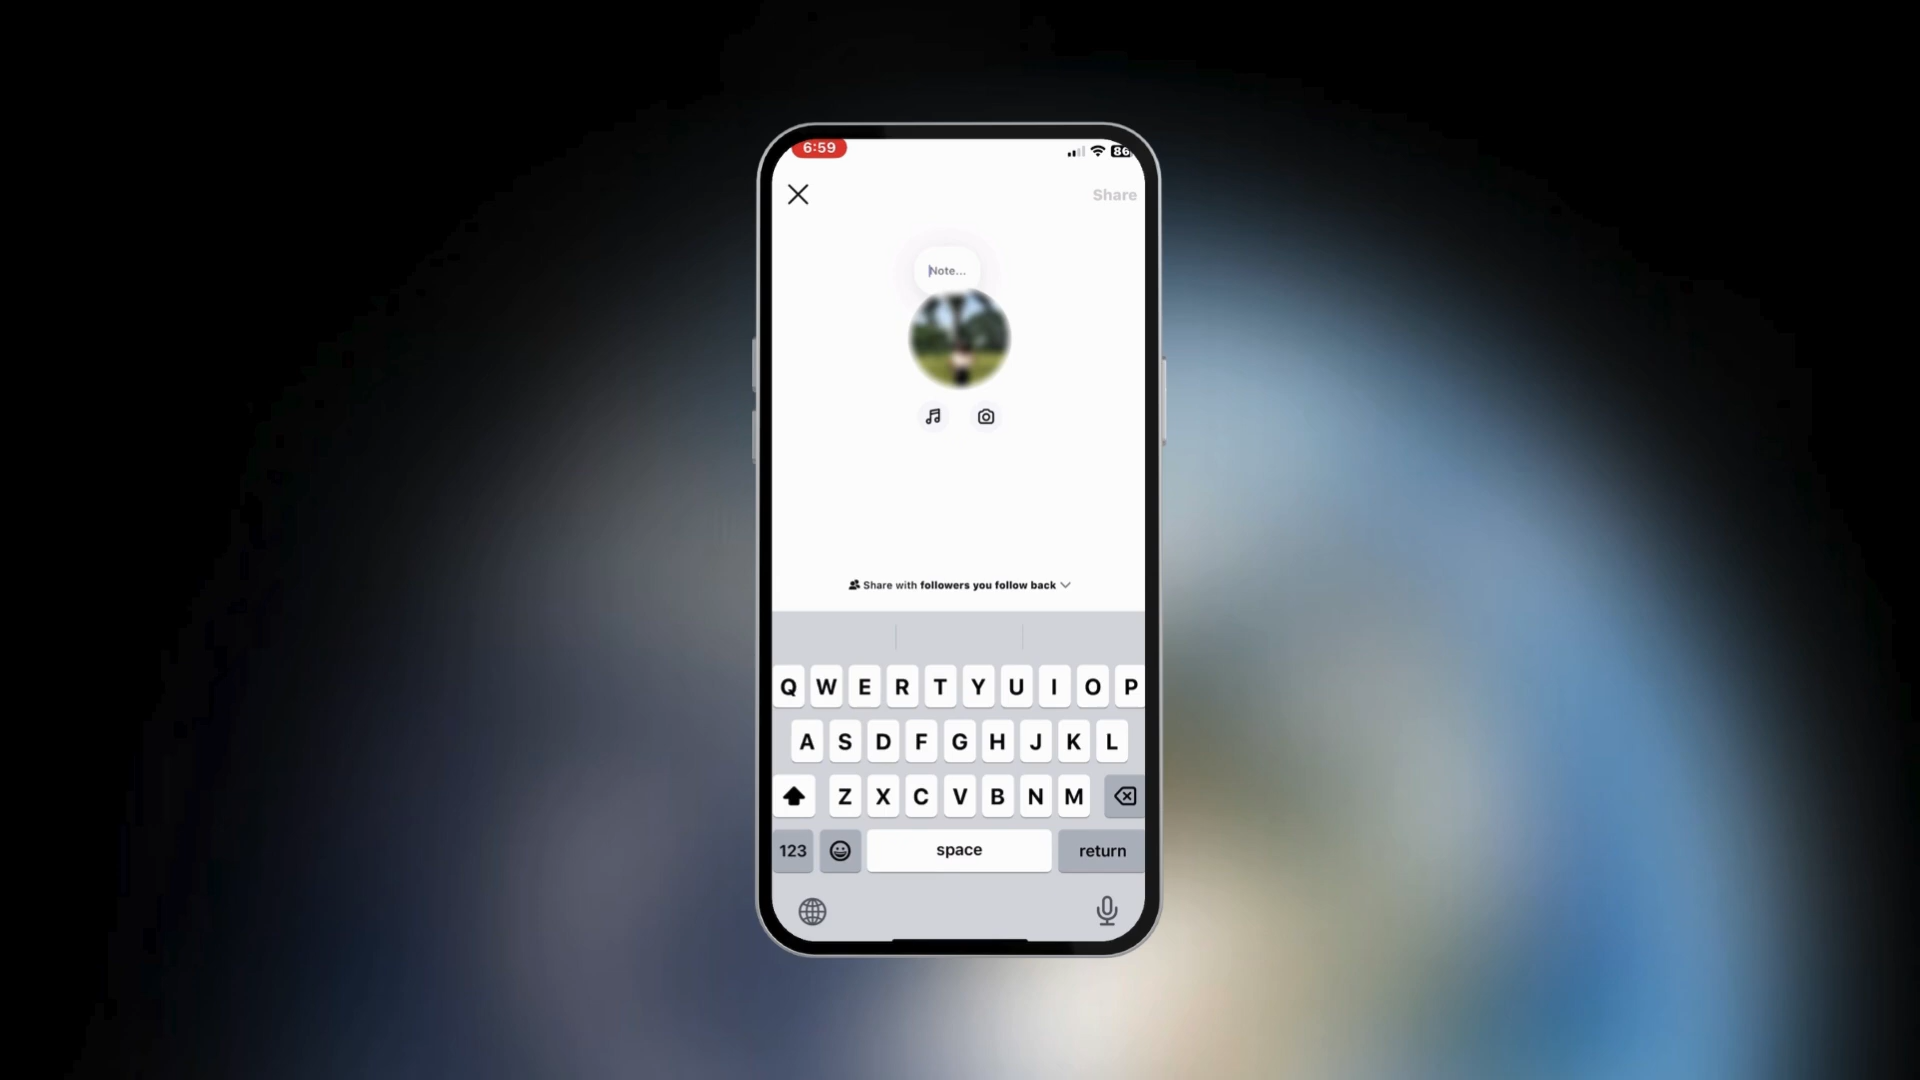 6:59
86
Share
Note...
Share with followers you follow back
Q W E R T Y U I O P
A S D F G H J K L
Z X C V B N M
123 space return